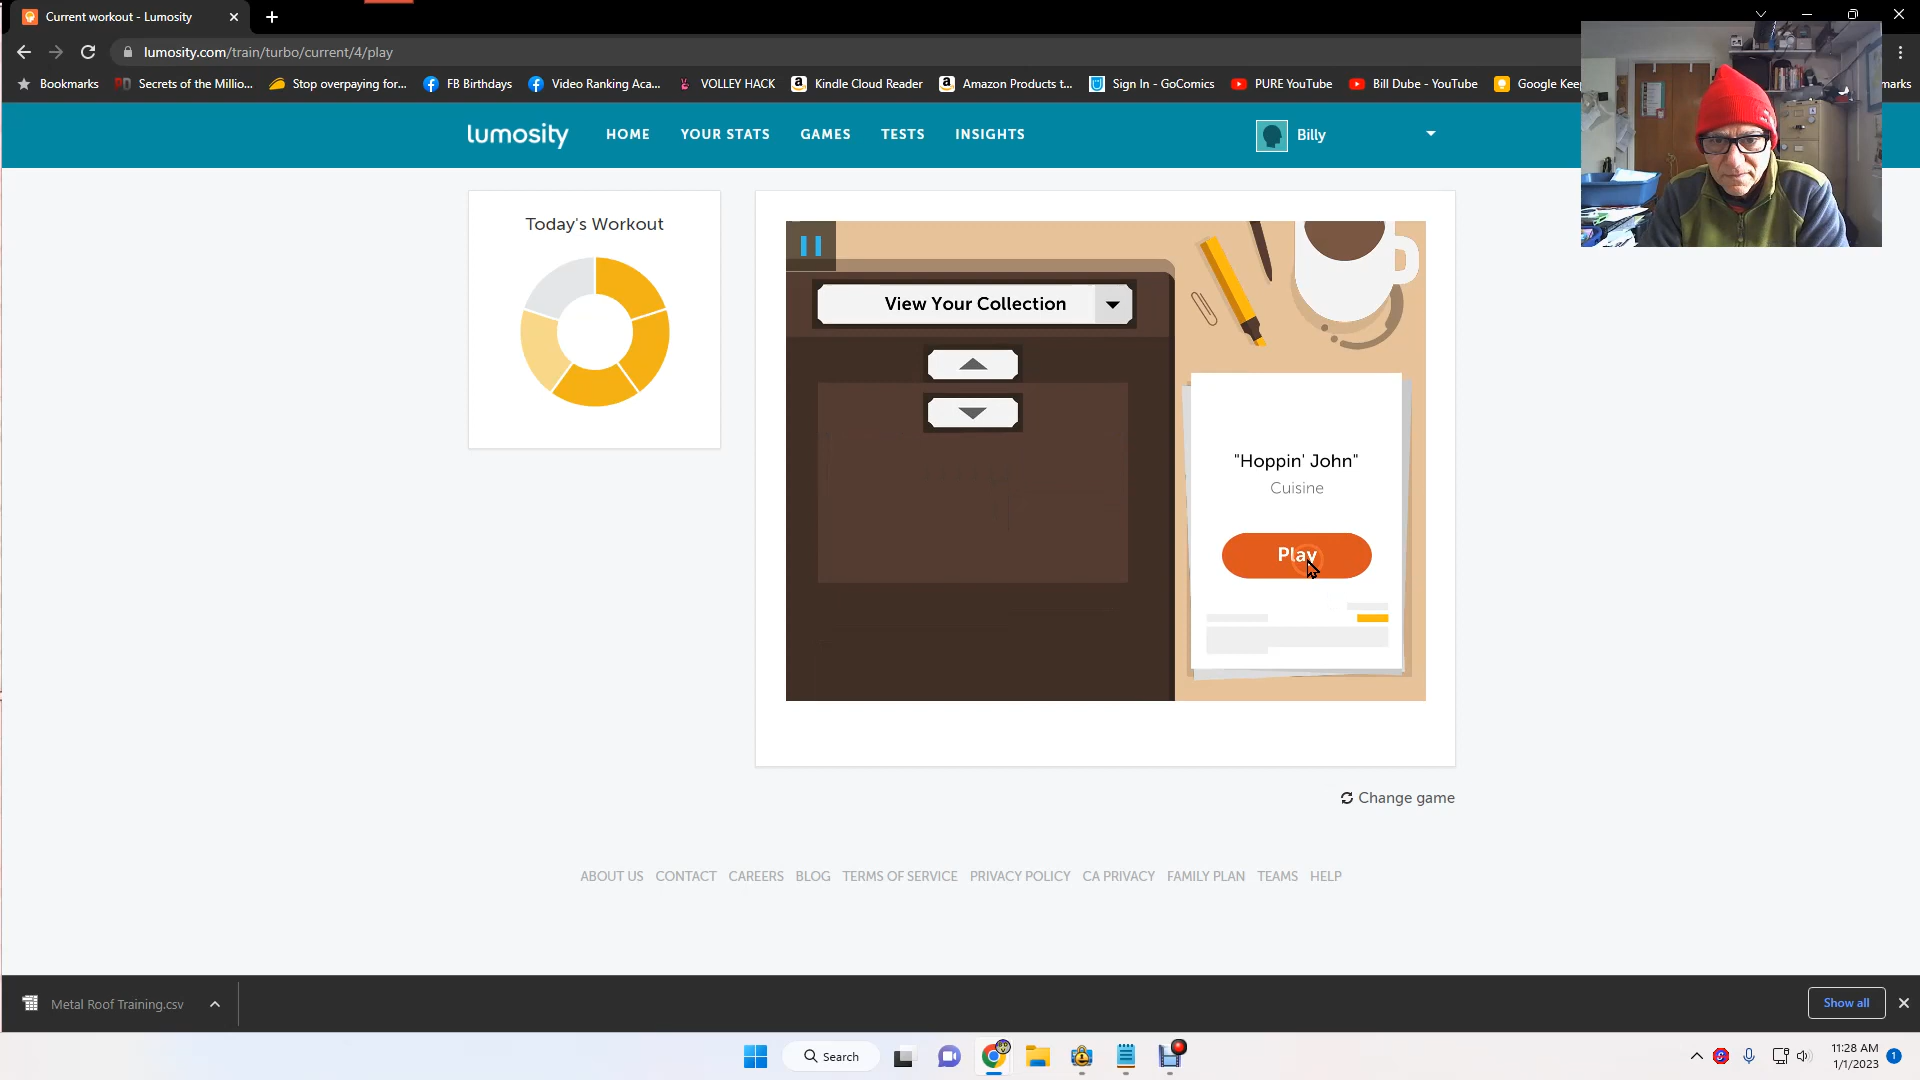 Current workout - Lumosity
lumosity.com/train/turbo/current/4/play
Bookmarks Secrets of the Millio... Stop overpaying for... FB Birthdays Video Ranking Aca... VOLLEY HACK Kindle Cloud Reader Amazon Products t... Sign In - GoComics PURE YouTube Bill Dube - YouTube Google Keep marks
lumosity HOME YOUR STATS GAMES TESTS INSIGHTS Billy
Today's Workout
View Your Collection
"Hoppin' John"
Cuisine
Play
Change game
ABOUT US CONTACT CAREERS BLOG TERMS OF SERVICE PRIVACY POLICY CA PRIVACY FAMILY PLAN TEAMS HELP
Metal Roof Training.csv Show all
Search 11:28 AM
1/1/2023 1